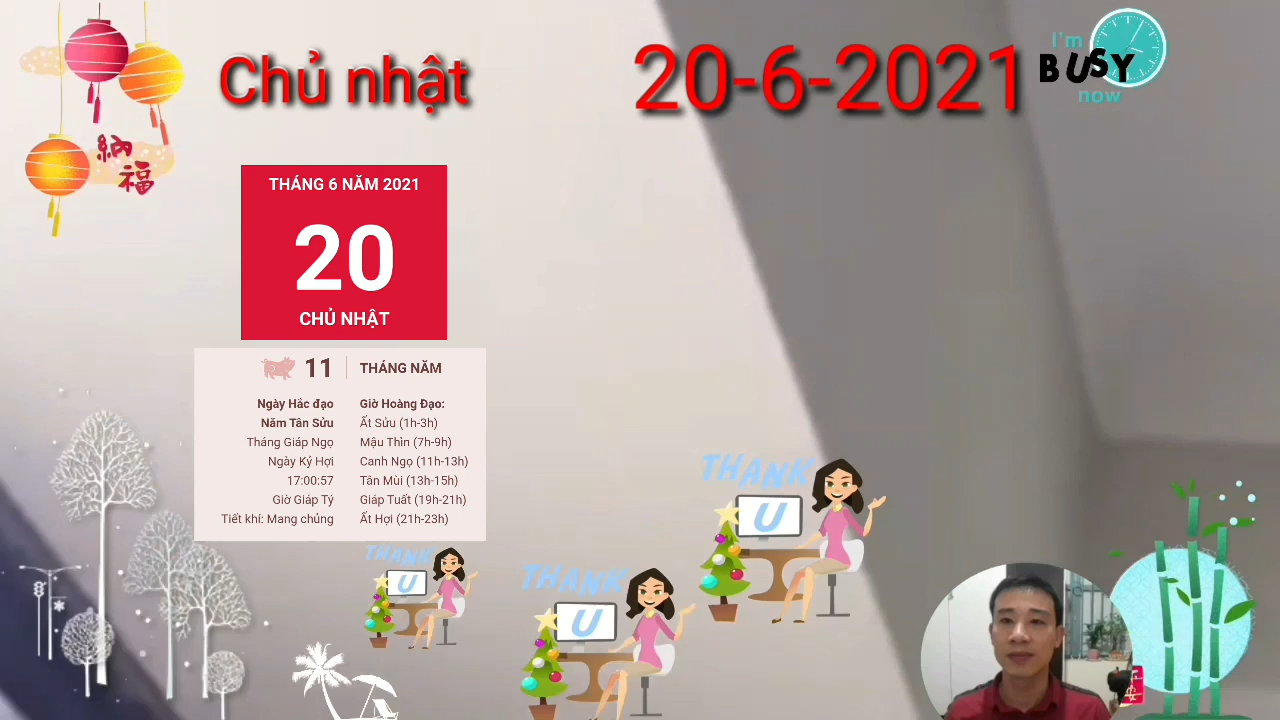 Chủ nhật
20-6-2021
I'm
BUSY
now
納
福
THÁNG 6 NĂM 2021
20
CHỦ NHẬT
11
THÁNG NĂM
Ngày Hắc đạo
Năm Tân Sửu
Tháng Giáp Ngọ
Ngày Ký Hợi
17:00:57
Giờ Giáp Tý
Tiết khí: Mang chủng
Giờ Hoàng Đạo:
Ất Sửu (1h-3h)
Mậu Thìn (7h-9h)
Canh Ngọ (11h-13h)
Tân Mùi (13h-15h)
Giáp Tuất (19h-21h)
Ất Hợi (21h-23h)
THANK
U
THANK
U
THANK
U